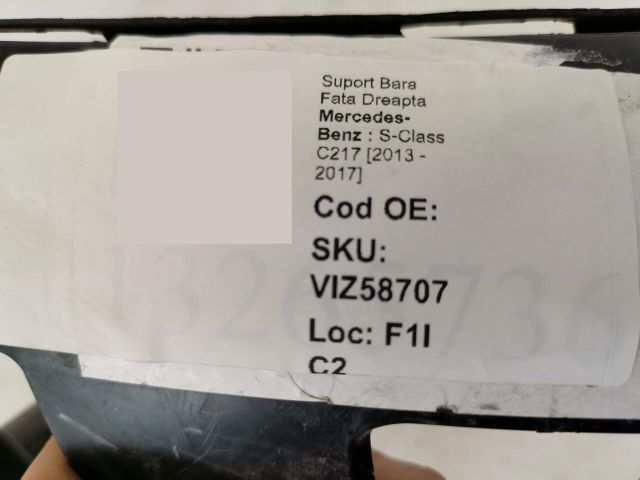 Suport Bara
Fata Dreapta
Mercedes-
Benz : S-Class
C217 [2013 -
2017]
Cod OE:
SKU:
VIZ58707
Loc: F1I
C2